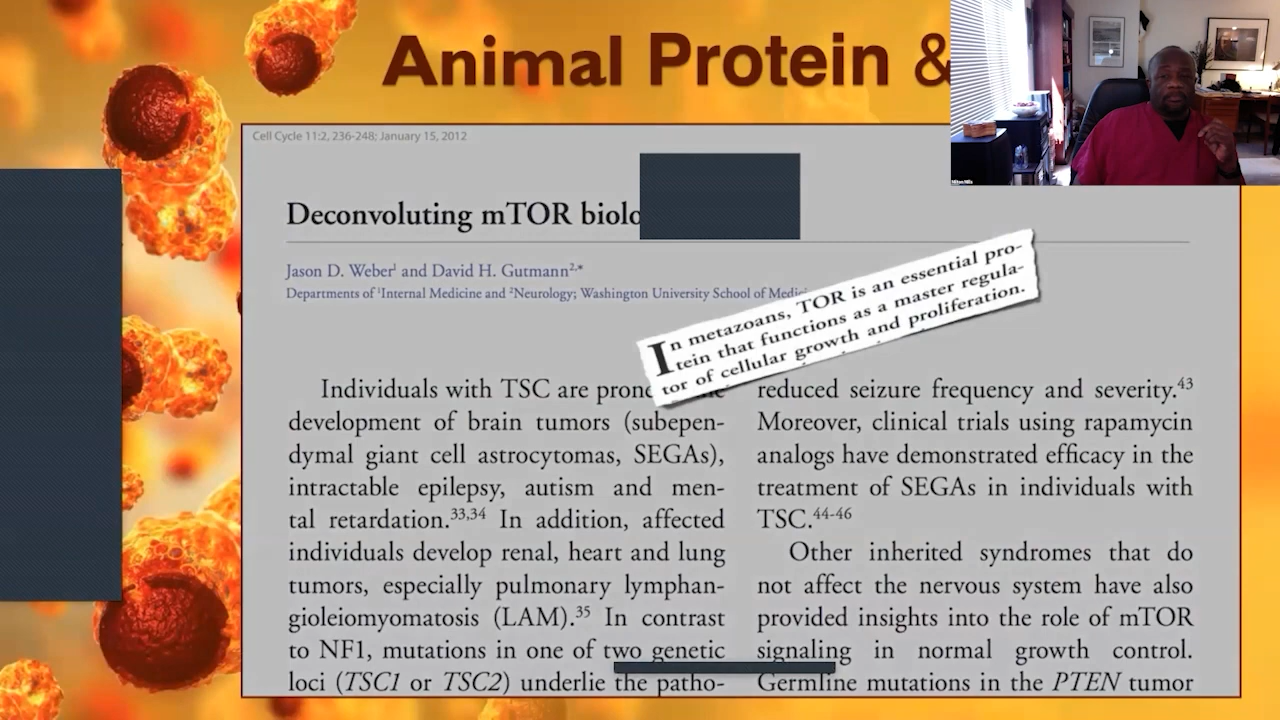 Animal Protein &
Cell Cycle 11:2, 236-248; January 15, 2012
Deconvoluting mTOR biolo
Jason D. Weber¹ and David H. Gutmann²,*
Departments of ¹Internal Medicine and ²Neurology; Washington University School of Medici
In metazoans, TOR is an essential pro-
tein that functions as a master regula-
tor of cellular growth and proliferation.
Individuals with TSC are prone
development of brain tumors (subepen-
dymal giant cell astrocytomas, SEGAs),
intractable epilepsy, autism and men-
tal retardation.³³,³⁴ In addition, affected
individuals develop renal, heart and lung
tumors, especially pulmonary lymphan-
gioleiomyomatosis (LAM).³⁵ In contrast
to NF1, mutations in one of two genetic
loci (TSC1 or TSC2) underlie the patho-
reduced seizure frequency and severity.⁴³
Moreover, clinical trials using rapamycin
analogs have demonstrated efficacy in the
treatment of SEGAs in individuals with
TSC.⁴⁴-⁴⁶
Other inherited syndromes that do
not affect the nervous system have also
provided insights into the role of mTOR
signaling in normal growth control.
Germline mutations in the PTEN tumor